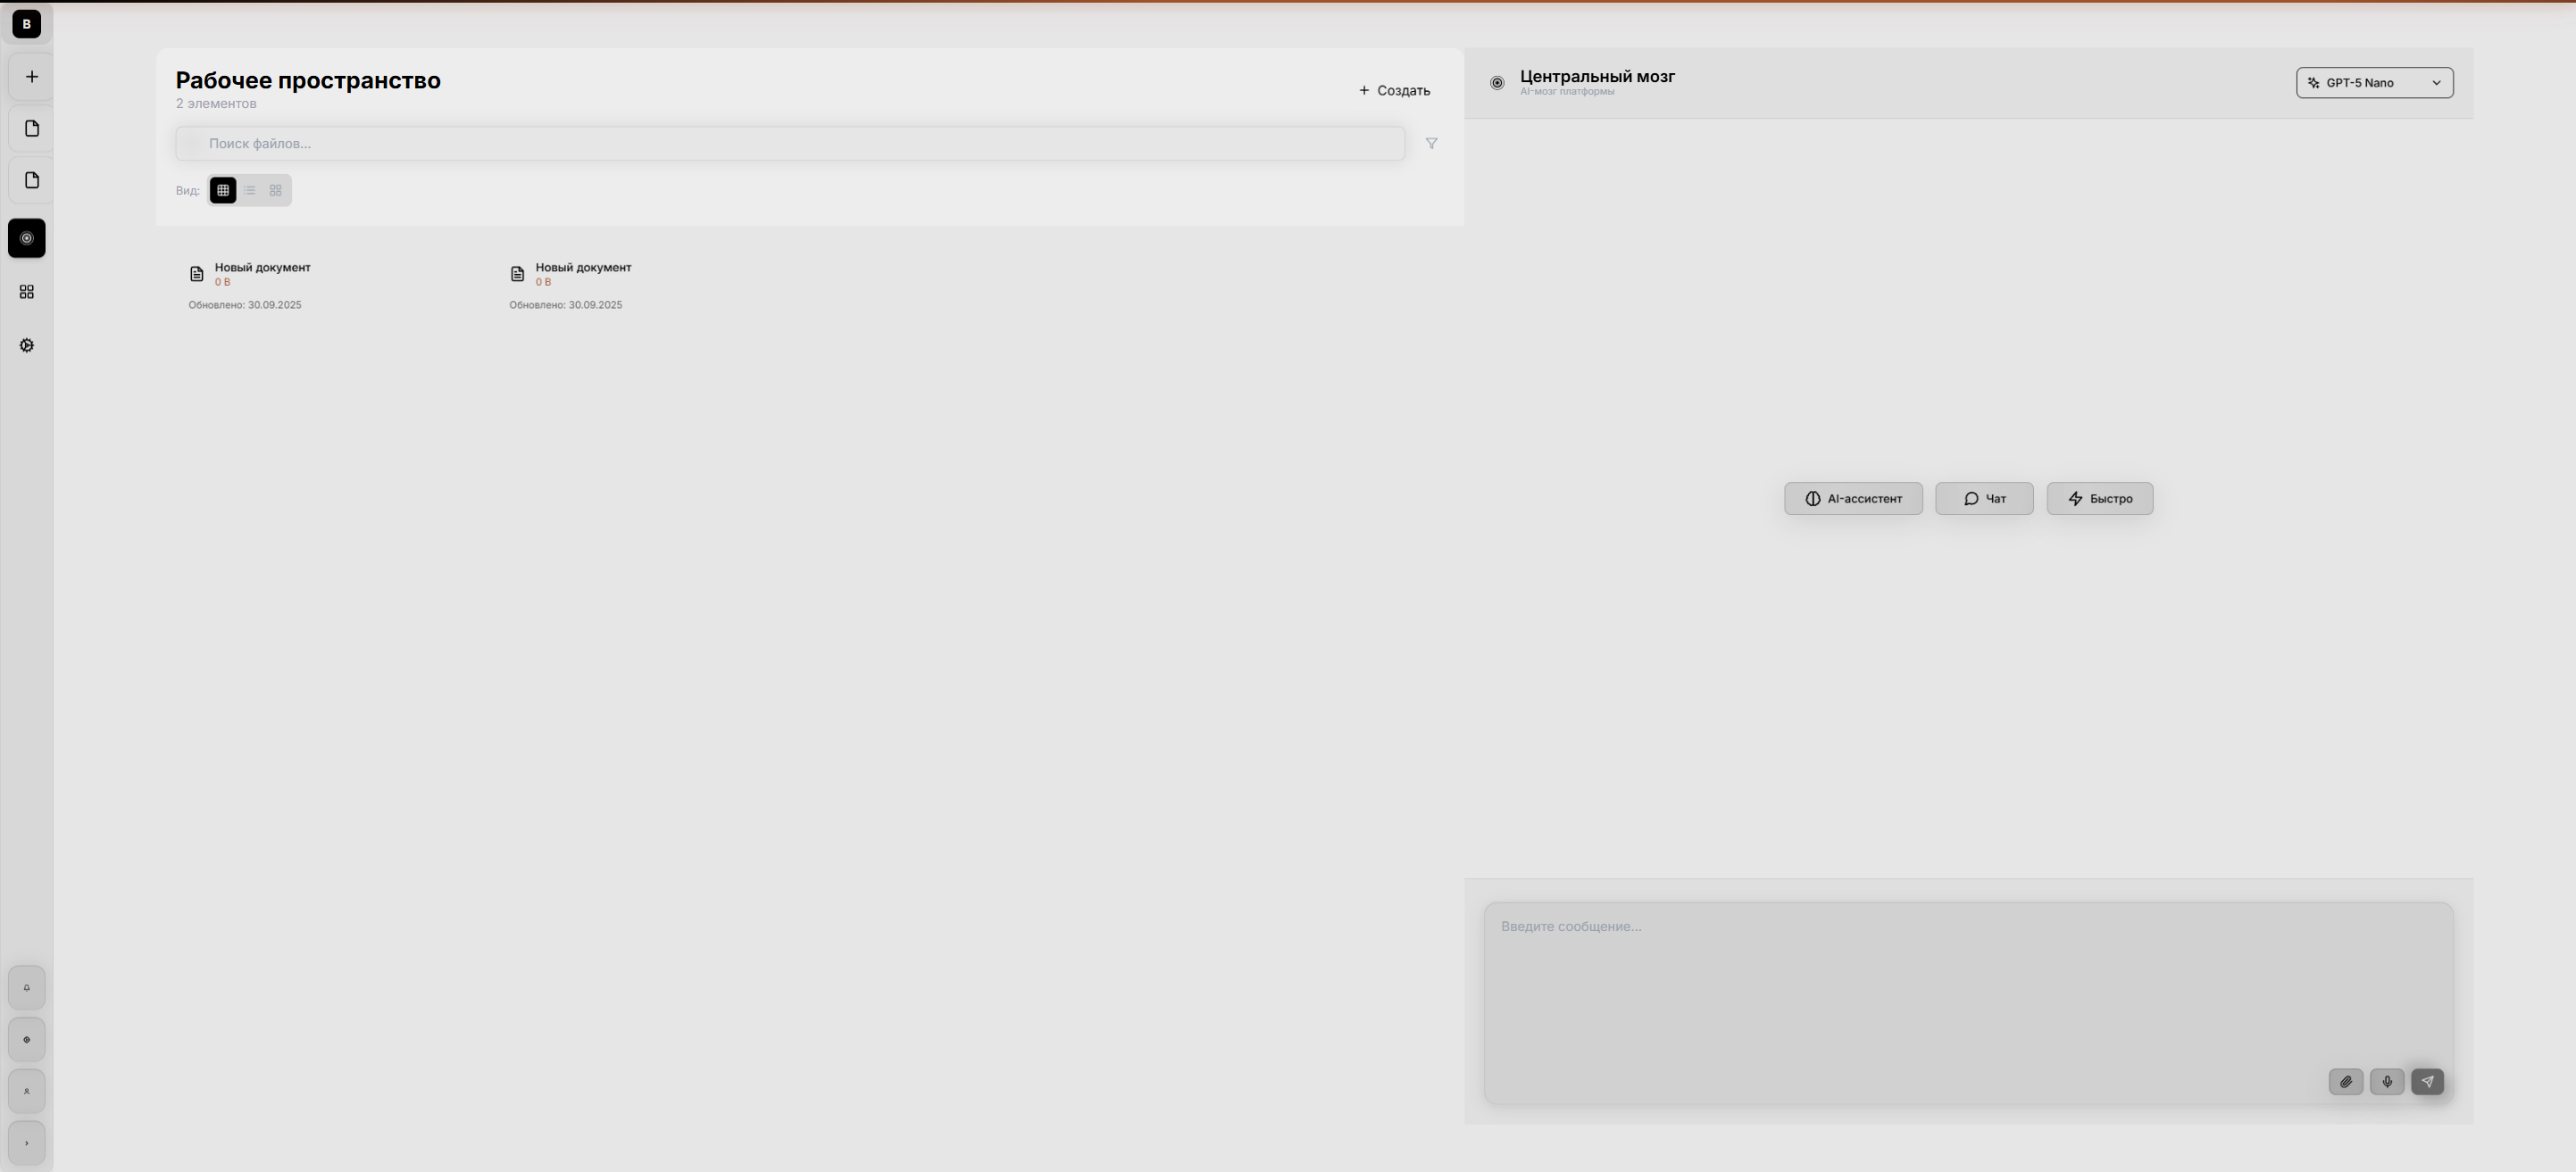 B
Рабочее пространство
2 элементов
Создать
Поиск файлов...
Вид:
Новый документ
0 B
Обновлено: 30.09.2025
Новый документ
0 B
Обновлено: 30.09.2025
Центральный мозг
AI-мозг платформы
GPT-5 Nano
AI-ассистент
Чат
Быстро
Введите сообщение...